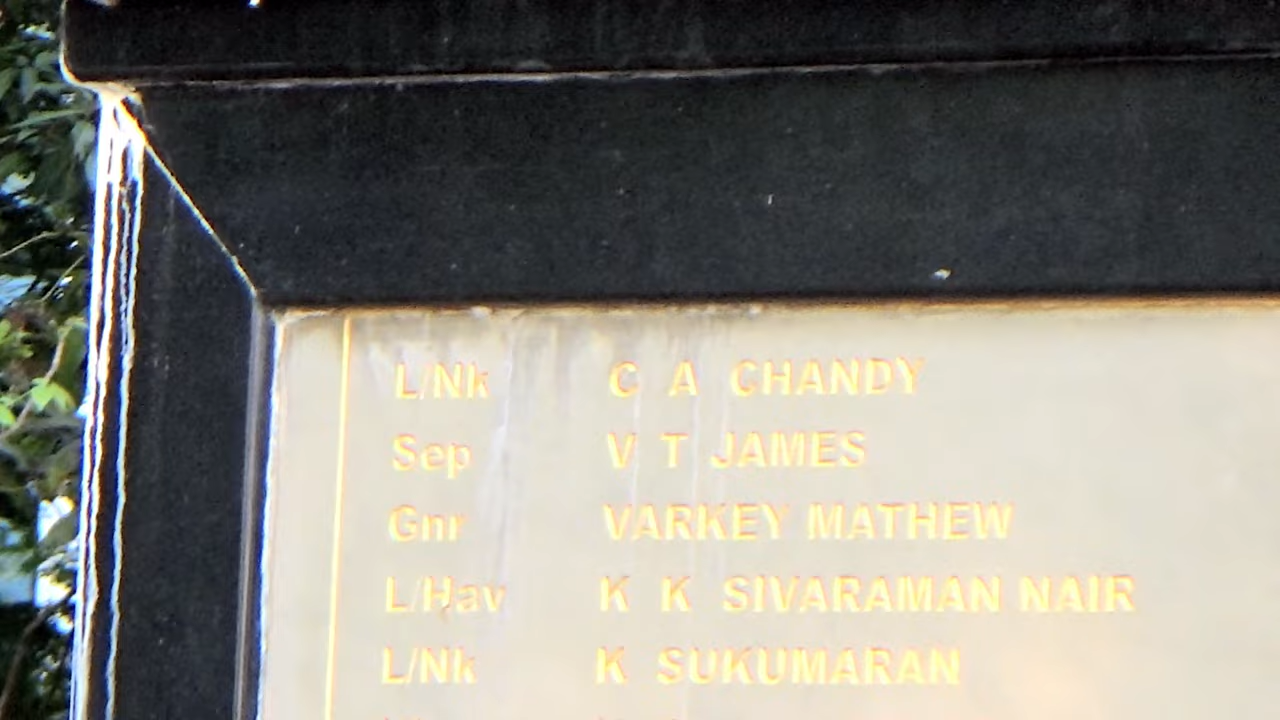 L/Nk C A CHANDY
Sep V T JAMES
Gnr VARKEY MATHEW
L/Hav K K SIVARAMAN NAIR
L/Nk K SUKUMARAN